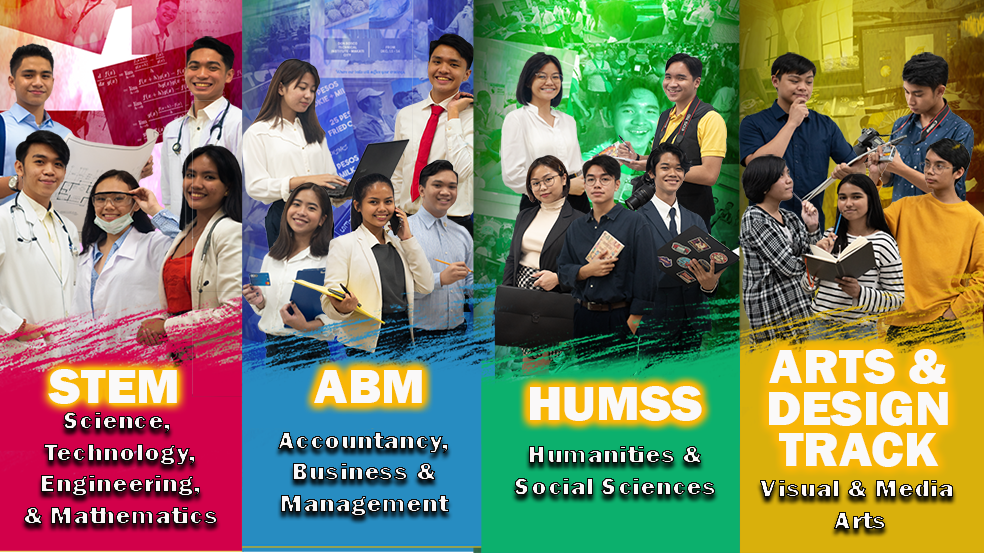 STEM
Science,
Technology,
Engineering,
& Mathematics
ABM
Accountancy,
Business &
Management
HUMSS
Humanities &
Social Sciences
ARTS &
DESIGN
TRACK
Visual & Media
Arts